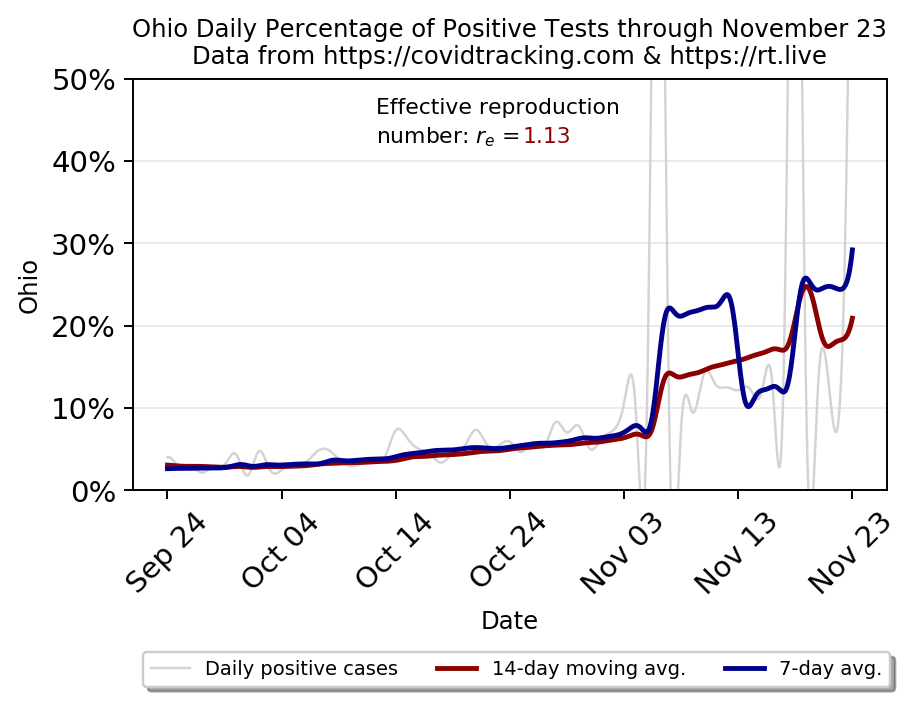 Ohio Daily Percentage of Positive Tests through November 23
Data from https://covidtracking.com & https://rt.live
Effective reproduction
number: rₑ =1.13
50%
40%
30%
20%
10%
0%
Ohio
Sep 24
Oct 04
Oct 14
Oct 24
Nov 03
Nov 13
Nov 23
Date
Daily positive cases
14-day moving avg.
7-day avg.